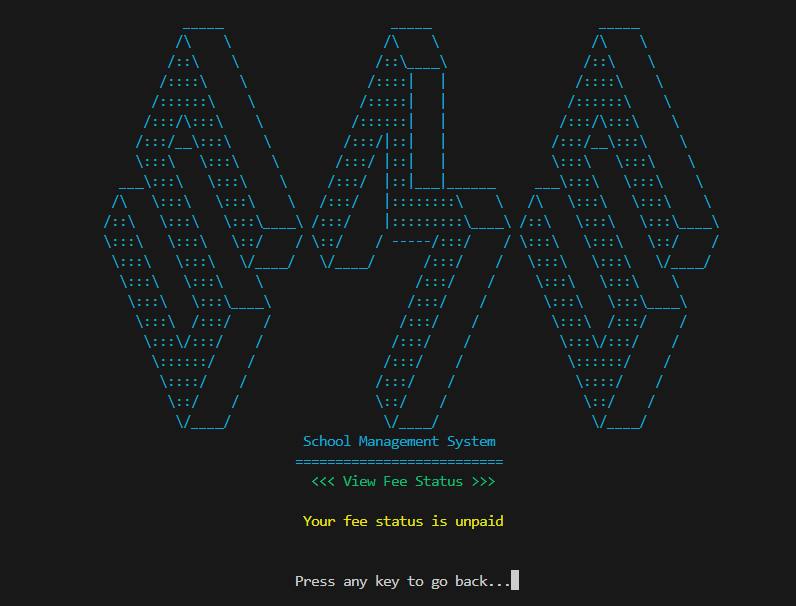 School Management System
==========================
<<< View Fee Status >>>
Your fee status is unpaid
Press any key to go back...